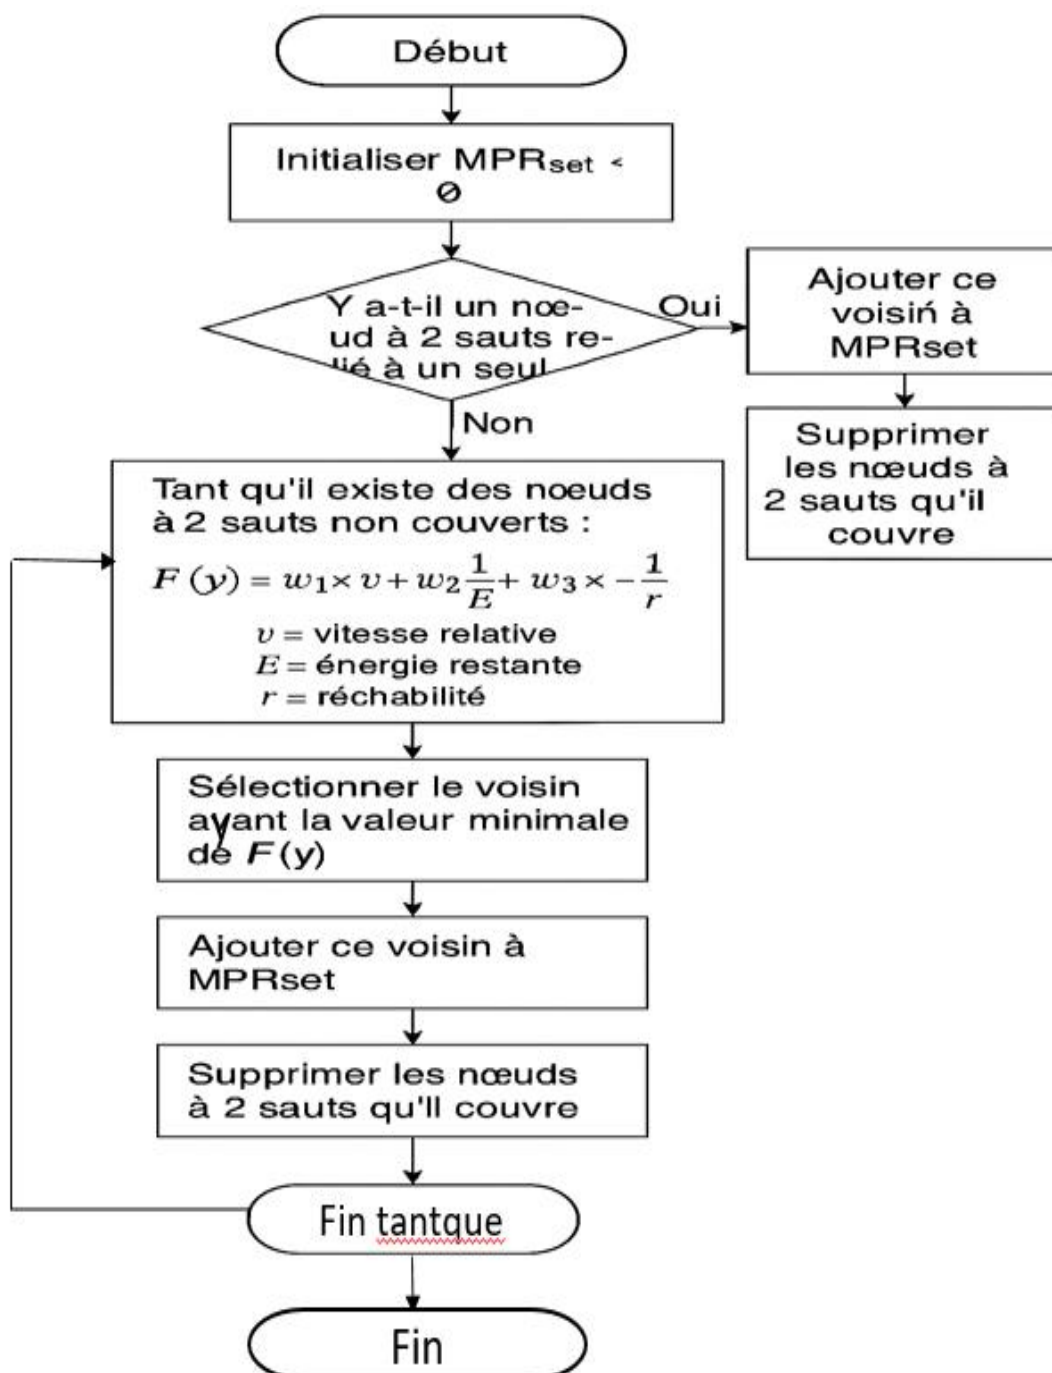 Début
Initialiser MPRset <
Ø
Y a-t-il un nœ-
ud à 2 sauts re-
lié à un seul
Oui
Ajouter ce
voisiń à
MPRset
Supprimer
les nœuds à
2 sauts qu'il
couvre
Non
Tant qu'il existe des nœuds
à 2 sauts non couverts :
F (y) = w₁× v + w₂ 1/E + w₃ × - 1/r
v = vitesse relative
E = énergie restante
r = réchabilité
Sélectionner le voisin
ayant la valeur minimale
de F(y)
Ajouter ce voisin à
MPRset
Supprimer les nœuds
à 2 sauts qu'Il couvre
Fin tantque
Fin